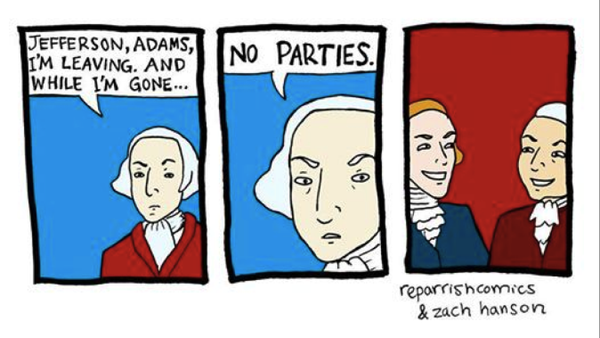 JEFFERSON, ADAMS,
I'M LEAVING. AND
WHILE I'M GONE...
NO PARTIES.
reparrishcomics
& zach hanson